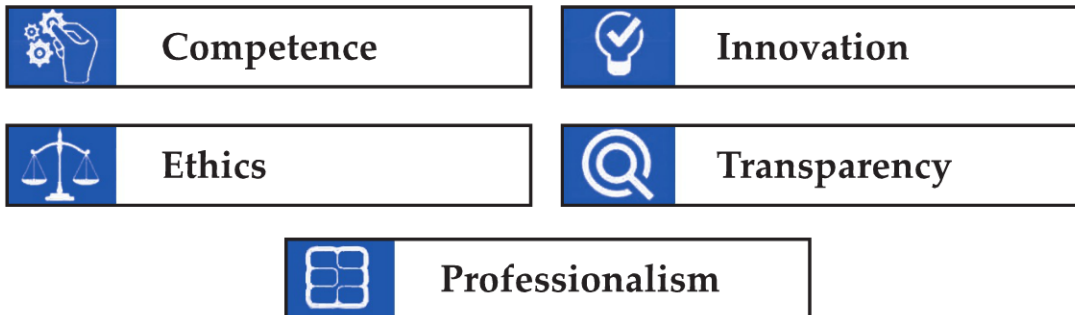 Competence
Innovation
Ethics
Transparency
Professionalism